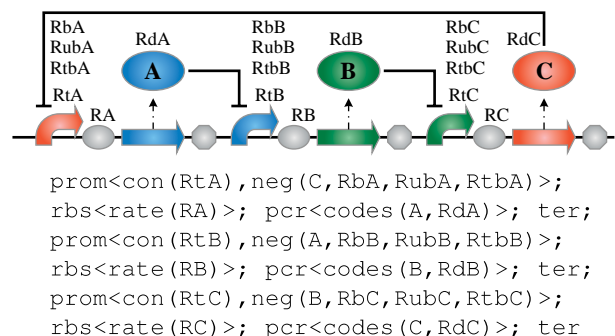 RbA
RubA
RtbA
RtA
RdA
A
RA
RbB
RubB
RtbB
RtB
RdB
B
RB
RbC
RubC
RtbC
RtC
RdC
C
RC
prom<con(RtA),neg(C,RbA,RubA,RtbA)>;
rbs<rate(RA)>; pcr<codes(A,RdA)>; ter;
prom<con(RtB),neg(A,RbB,RubB,RtbB)>;
rbs<rate(RB)>; pcr<codes(B,RdB)>; ter;
prom<con(RtC),neg(B,RbC,RubC,RtbC)>;
rbs<rate(RC)>; pcr<codes(C,RdC)>; ter